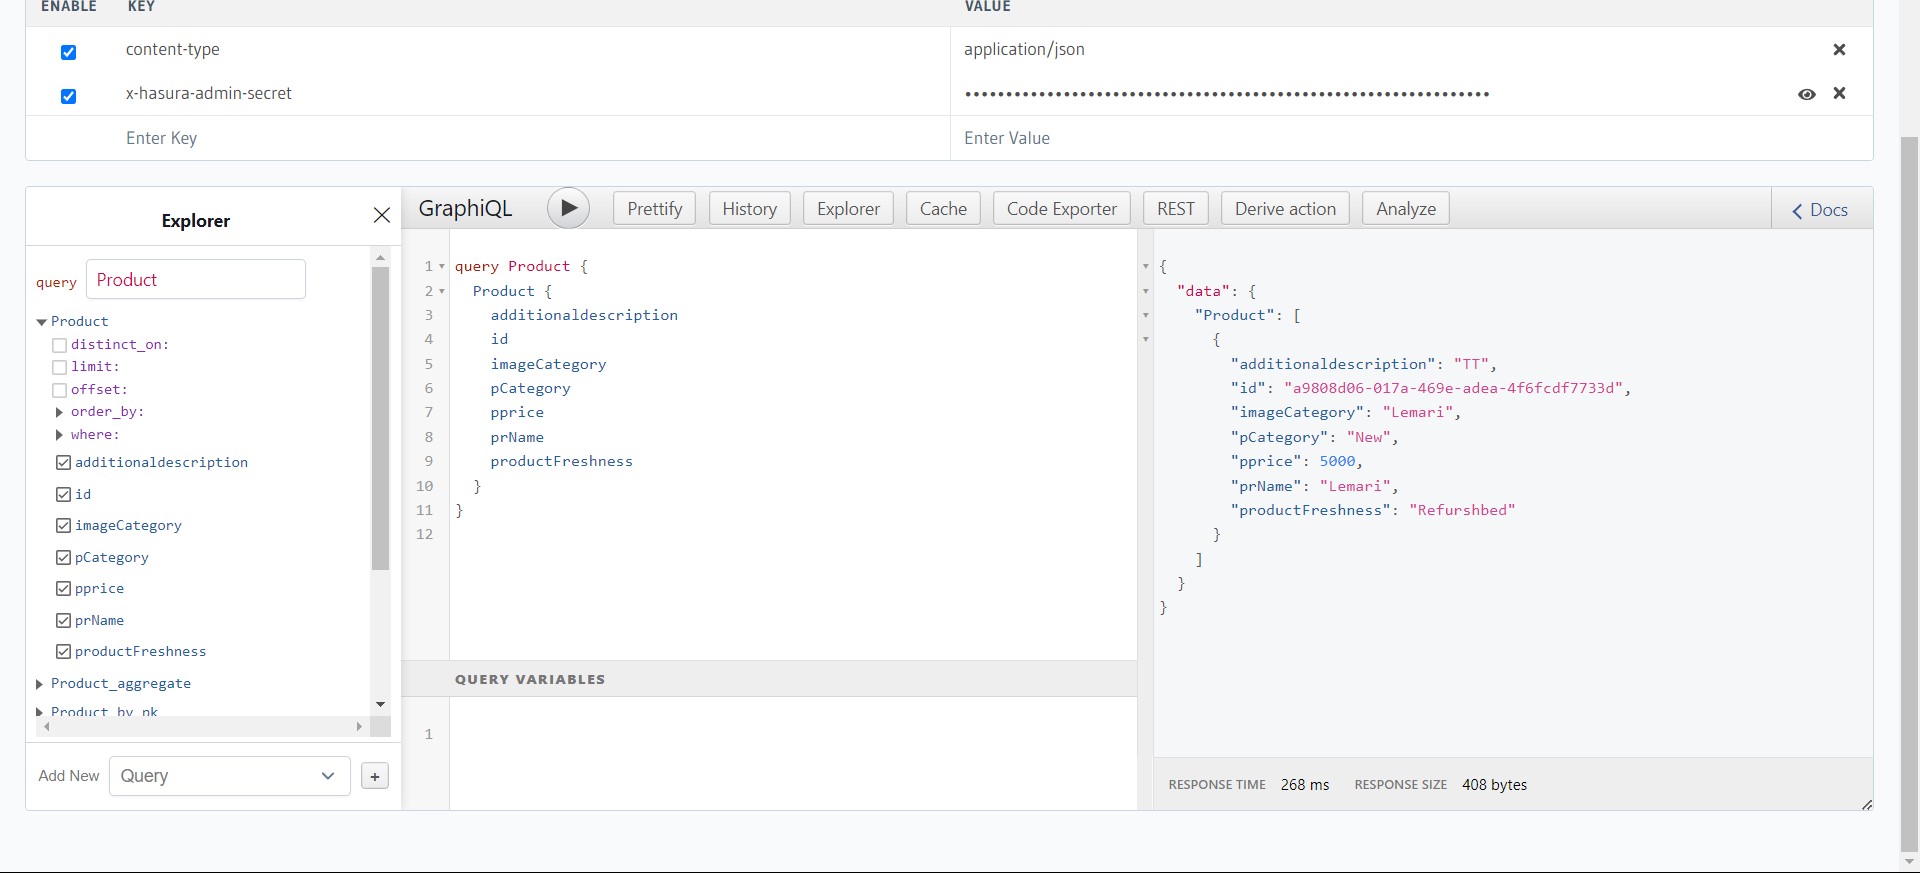 ENABLE KEY VALUE
content-type application/json
x-hasura-admin-secret ••••••••••••••••••••••••••••••••••••••••••••••••••••••••••••••••
Enter Key Enter Value
Explorer
query Product
Product
distinct_on:
limit:
offset:
order_by:
where:
additionaldescription
id
imageCategory
pCategory
pprice
prName
productFreshness
Product_aggregate
Product_by_pk
Add New Query +
GraphiQL Prettify History Explorer Cache Code Exporter REST Derive action Analyze Docs
1 query Product {
2 Product {
3 additionaldescription
4 id
5 imageCategory
6 pCategory
7 pprice
8 prName
9 productFreshness
10 }
11 }
12
QUERY VARIABLES
1
{
"data": {
"Product": [
{
"additionaldescription": "TT",
"id": "a9808d06-017a-469e-adea-4f6fcdf7733d",
"imageCategory": "Lemari",
"pCategory": "New",
"pprice": 5000,
"prName": "Lemari",
"productFreshness": "Refurshbed"
}
]
}
}
RESPONSE TIME 268 ms RESPONSE SIZE 408 bytes